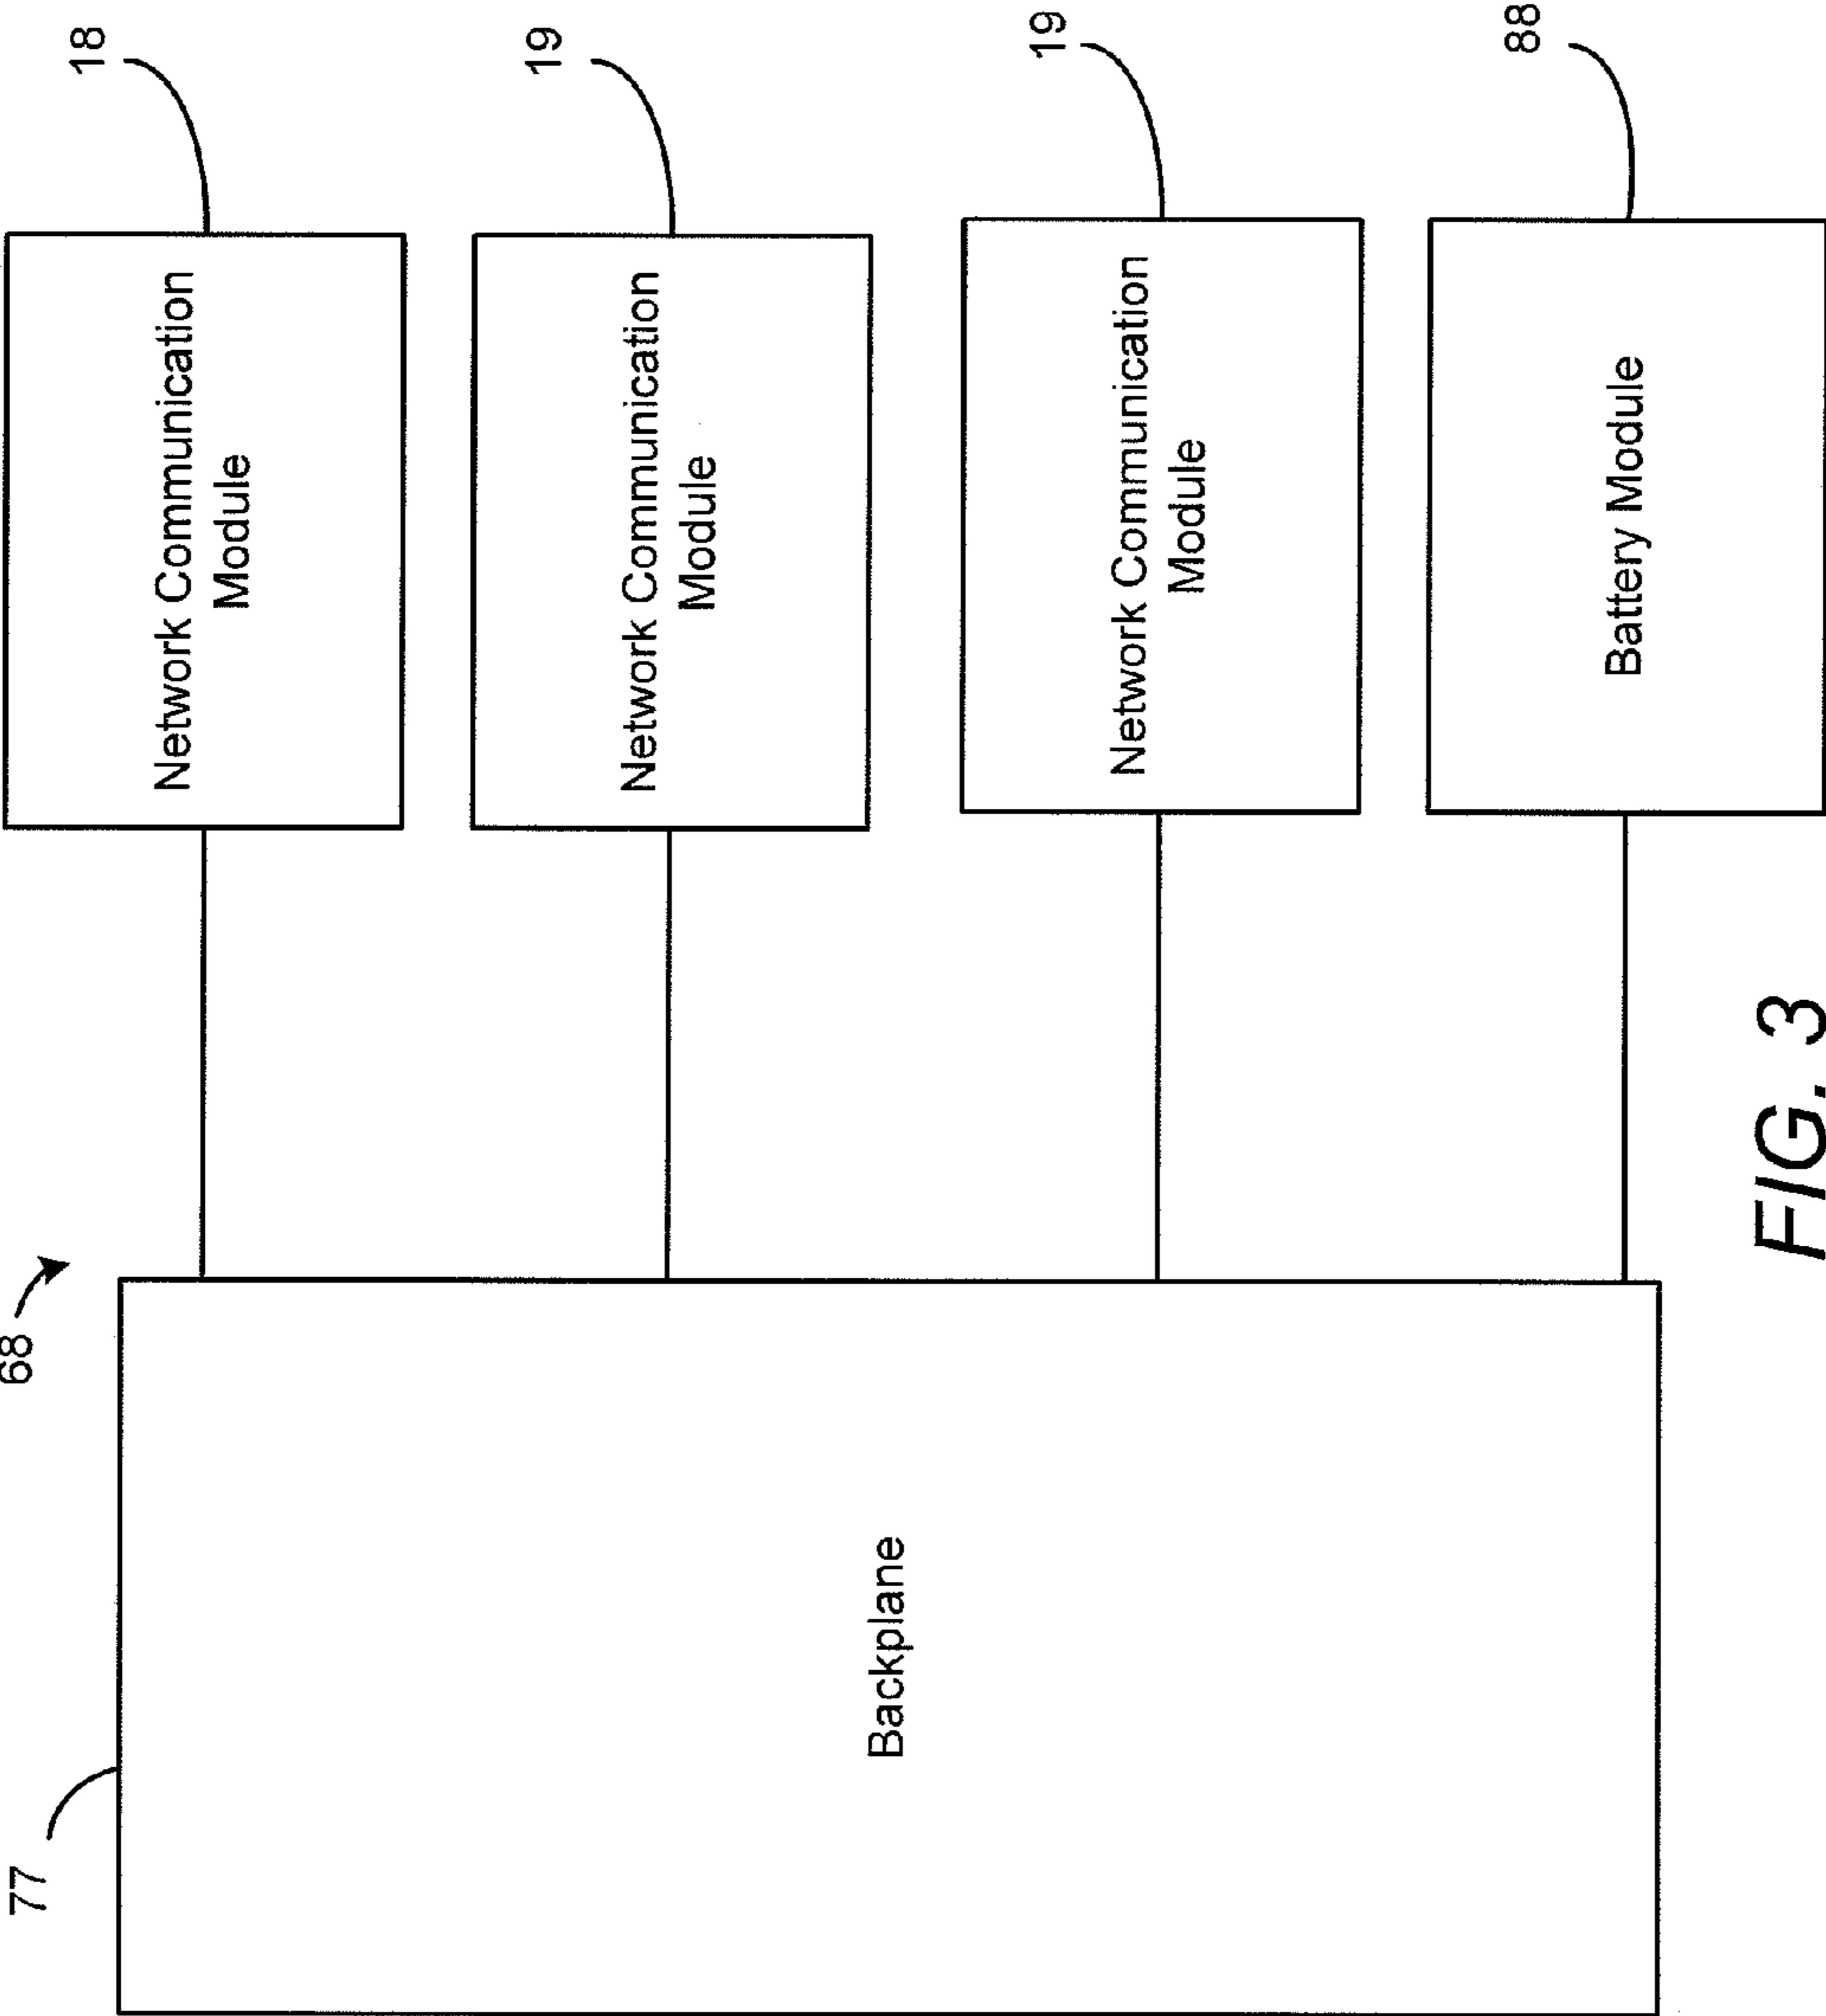 68
77
18
Network Communication
Module
19
Network Communication
Module
Backplane
19
Network Communication
Module
88
Battery Module
FIG. 3